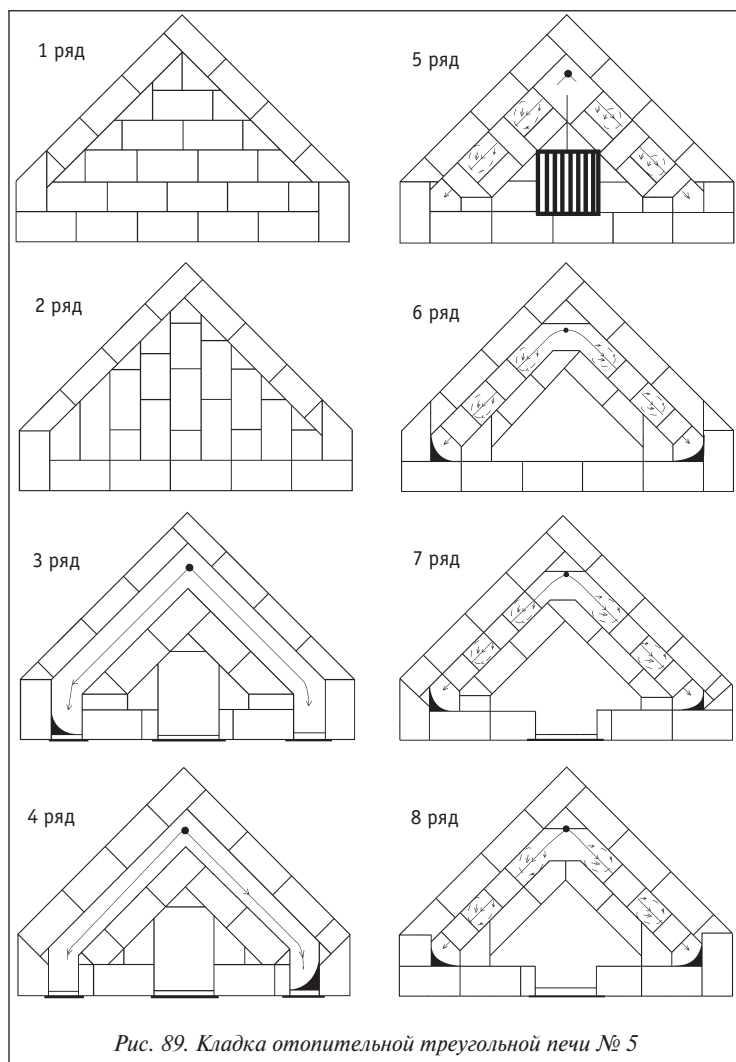 1 ряд
2 ряд
3 ряд
4 ряд
5 ряд
6 ряд
7 ряд
8 ряд
Рис. 89. Кладка отопительной треугольной печи № 5